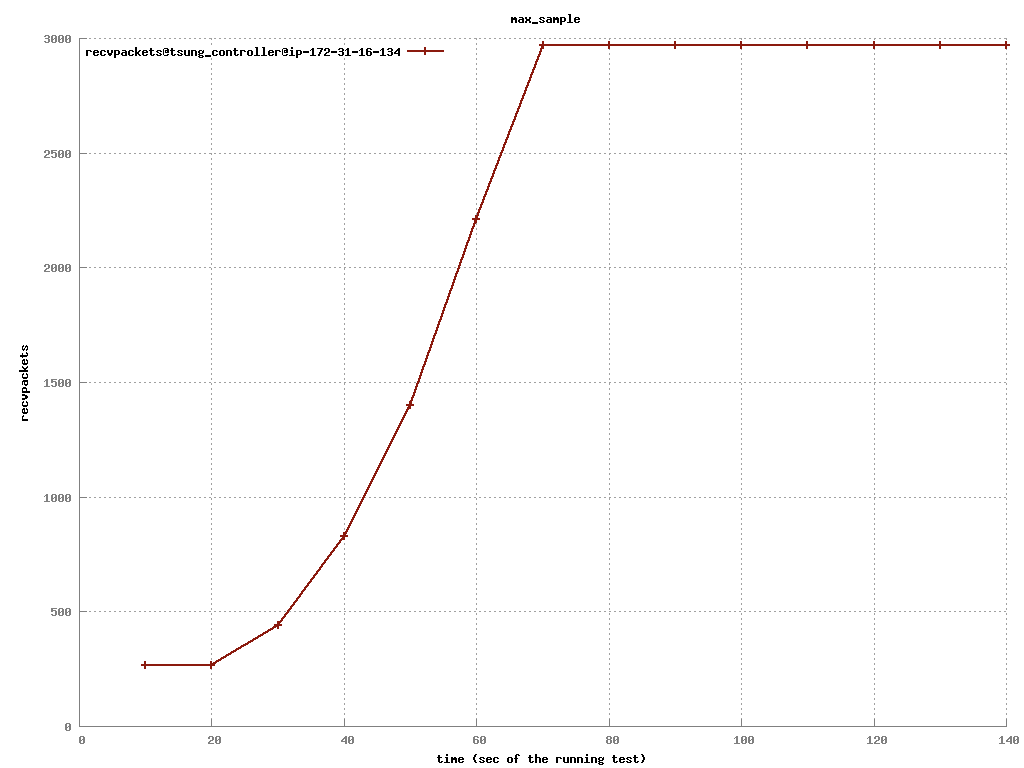 max_sample
recvpackets@tsung_controller@ip-172-31-16-134
3000
2500
2000
1500
1000
500
0
recvpackets
0 20 40 60 80 100 120 140
time (sec of the running test)